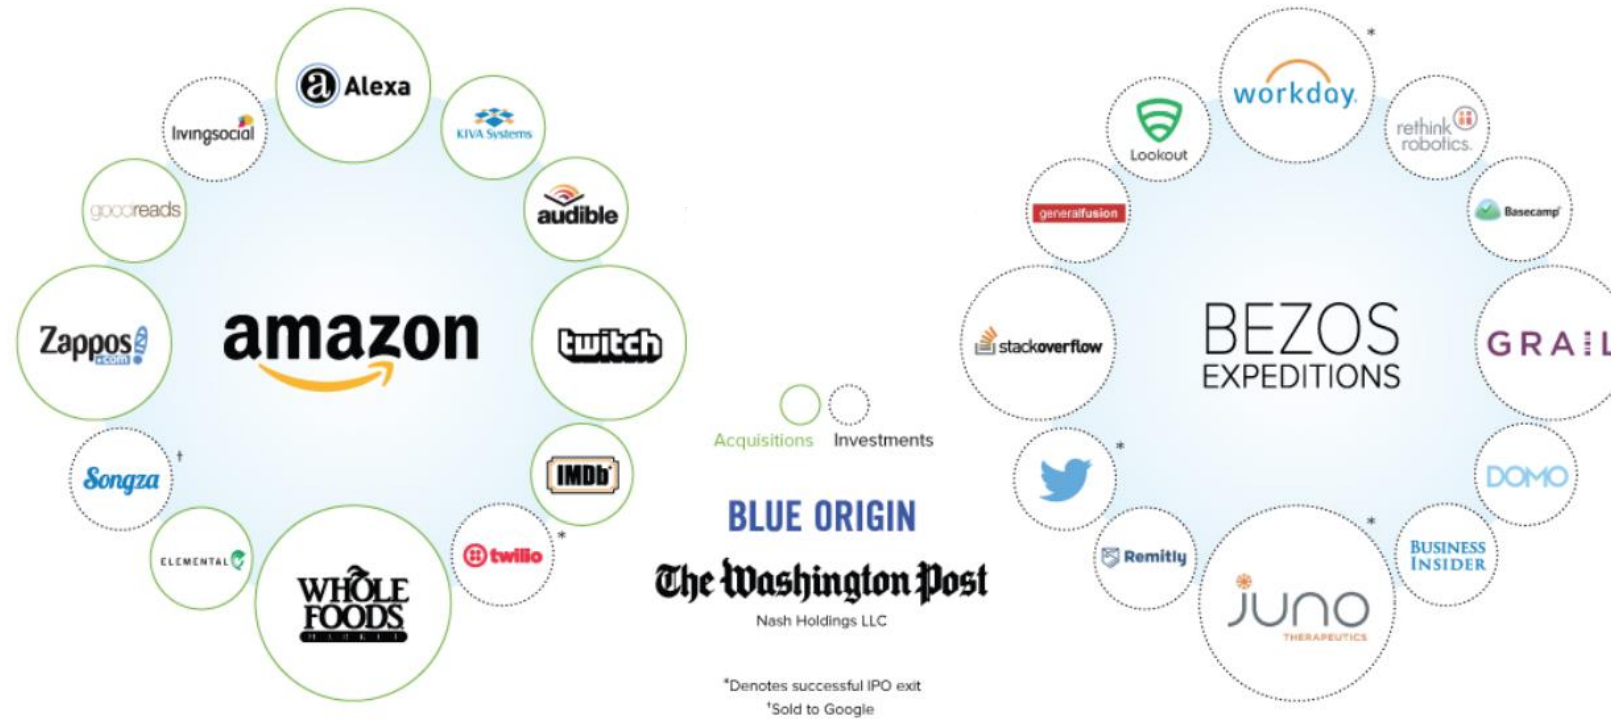 a Alexa
livingsocial
KIVA Systems
goodreads
audible
Zappos
.com
amazon
twitch
Songza
†
IMDb
ELEMENTAL
WHOLE
FOODS
MARKET
twilio
*
Acquisitions Investments
BLUE ORIGIN
The Washington Post
Nash Holdings LLC
*Denotes successful IPO exit
†Sold to Google
workday.
*
Lookout
rethink
robotics.
generalfusion
Basecamp
stackoverflow
BEZOS
EXPEDITIONS
GRAIL
*
DOMO
Remitly
BUSINESS
INSIDER
*
juno
THERAPEUTICS